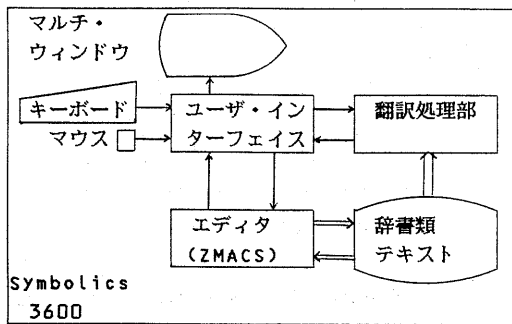 マルチ・
ウィンドウ
キーボード
マウス
ユーザ・イン
ターフェイス
翻訳処理部
エディタ
(ZMACS)
辞書類
テキスト
Symbolics
3600